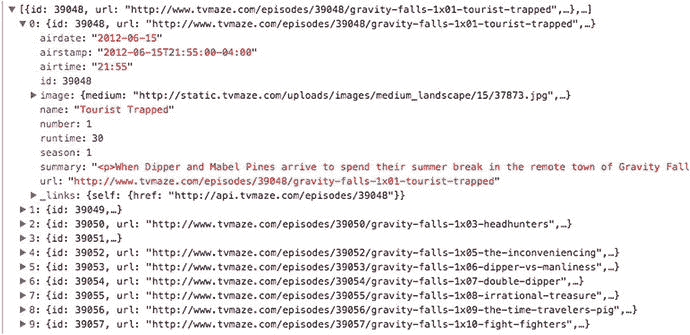 [{id: 39048, url: "http://www.tvmaze.com/episodes/39048/gravity-falls-1x01-tourist-trapped",…},…]
0: {id: 39048, url: "http://www.tvmaze.com/episodes/39048/gravity-falls-1x01-tourist-trapped",…}
airdate: "2012-06-15"
airstamp: "2012-06-15T21:55:00-04:00"
airtime: "21:55"
id: 39048
image: {medium: "http://static.tvmaze.com/uploads/images/medium_landscape/15/37873.jpg",…}
name: "Tourist Trapped"
number: 1
runtime: 30
season: 1
summary: "<p>When Dipper and Mabel Pines arrive to spend their summer break in the remote town of Gravity Fall
url: "http://www.tvmaze.com/episodes/39048/gravity-falls-1x01-tourist-trapped"
_links: {self: {href: "http://api.tvmaze.com/episodes/39048"}}
1: {id: 39049,…}
2: {id: 39050, url: "http://www.tvmaze.com/episodes/39050/gravity-falls-1x03-headhunters",…}
3: {id: 39051,…}
4: {id: 39052, url: "http://www.tvmaze.com/episodes/39052/gravity-falls-1x05-the-inconveniencing",…}
5: {id: 39053, url: "http://www.tvmaze.com/episodes/39053/gravity-falls-1x06-dipper-vs-manliness",…}
6: {id: 39054, url: "http://www.tvmaze.com/episodes/39054/gravity-falls-1x07-double-dipper",…}
7: {id: 39055, url: "http://www.tvmaze.com/episodes/39055/gravity-falls-1x08-irrational-treasure",…}
8: {id: 39056, url: "http://www.tvmaze.com/episodes/39056/gravity-falls-1x09-the-time-travelers-pig",…}
9: {id: 39057, url: "http://www.tvmaze.com/episodes/39057/gravity-falls-1x10-fight-fighters",…}